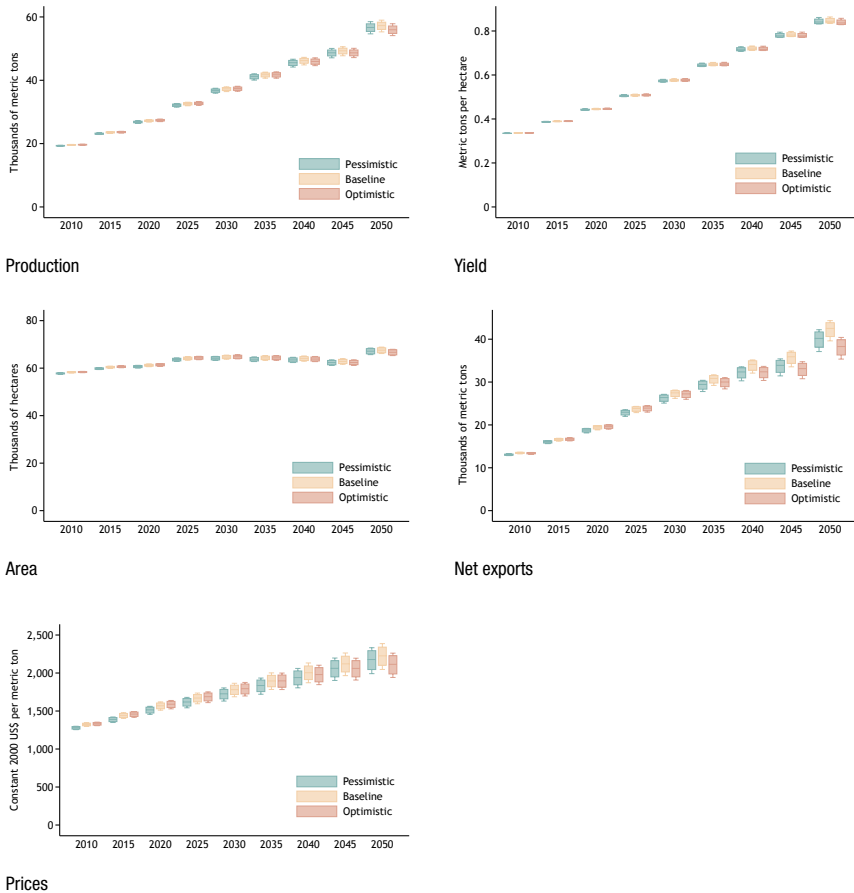 Thousands of metric tons
60
40
20
0
2010 2015 2020 2025 2030 2035 2040 2045 2050
Pessimistic
Baseline
Optimistic
Production
Metric tons per hectare
0.8
0.6
0.4
0.2
0
2010 2015 2020 2025 2030 2035 2040 2045 2050
Pessimistic
Baseline
Optimistic
Yield
Thousands of hectares
80
60
40
20
0
2010 2015 2020 2025 2030 2035 2040 2045 2050
Pessimistic
Baseline
Optimistic
Area
Thousands of metric tons
40
30
20
10
0
2010 2015 2020 2025 2030 2035 2040 2045 2050
Pessimistic
Baseline
Optimistic
Net exports
Constant 2000 US$ per metric ton
2,500
2,000
1,500
1,000
500
0
2010 2015 2020 2025 2030 2035 2040 2045 2050
Pessimistic
Baseline
Optimistic
Prices